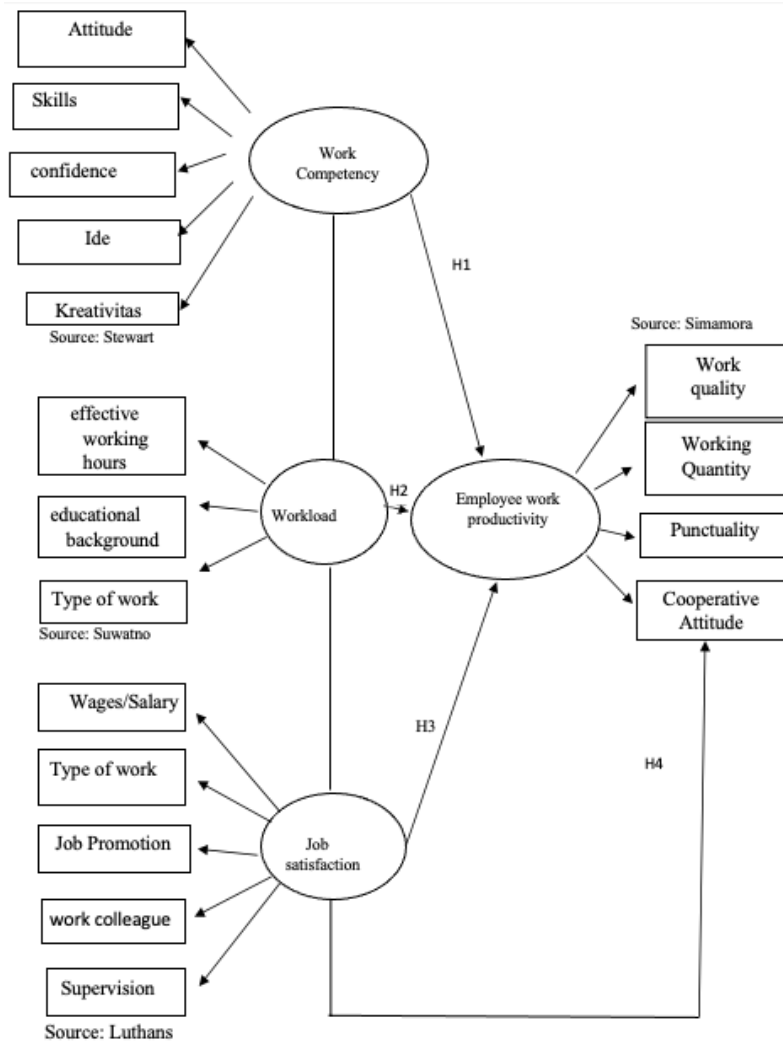 Attitude
Skills
confidence
Ide
Kreativitas
Source: Stewart
Work
Competency
H1
Source: Simamora
Work
quality
Working
Quantity
Punctuality
Cooperative
Attitude
effective
working
hours
educational
background
Type of work
Source: Suwatno
Workload
H2
Employee work
productivity
Wages/Salary
Type of work
Job Promotion
work colleague
Supervision
Source: Luthans
Job
satisfaction
H3
H4